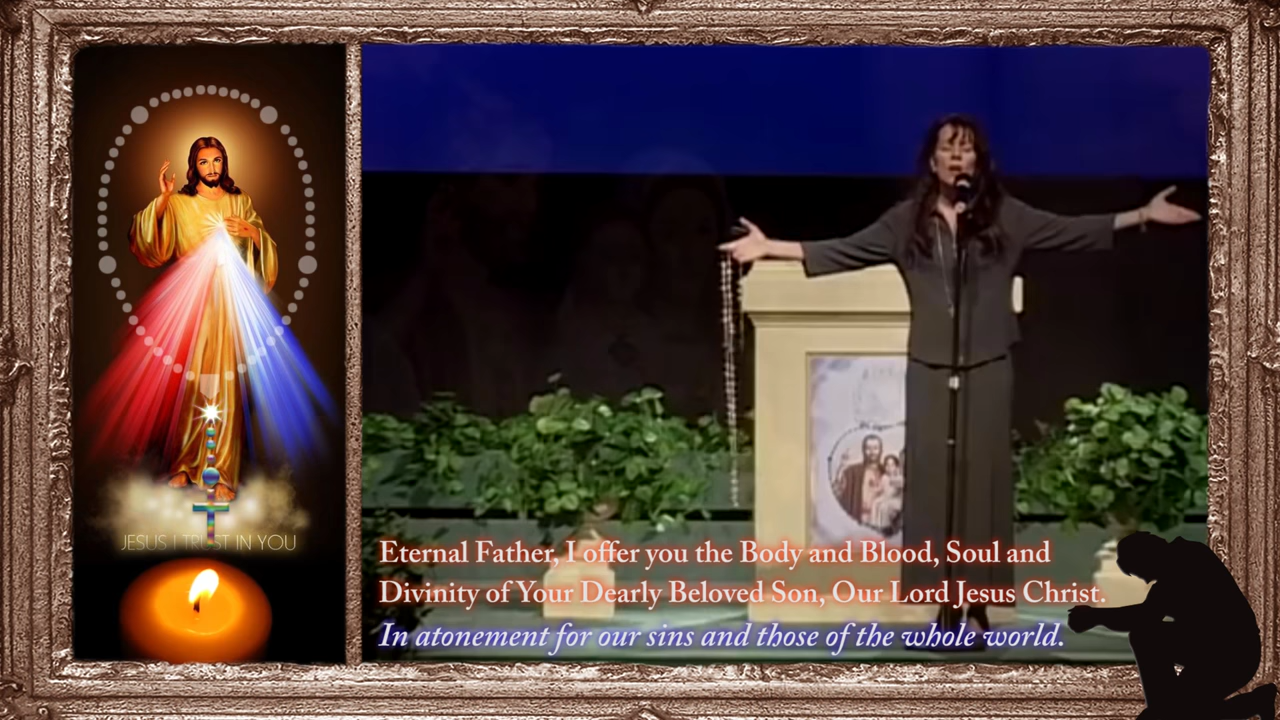 JESUS I TRUST IN YOU
Eternal Father, I offer you the Body and Blood, Soul and
Divinity of Your Dearly Beloved Son, Our Lord Jesus Christ.
In atonement for our sins and those of the whole world.